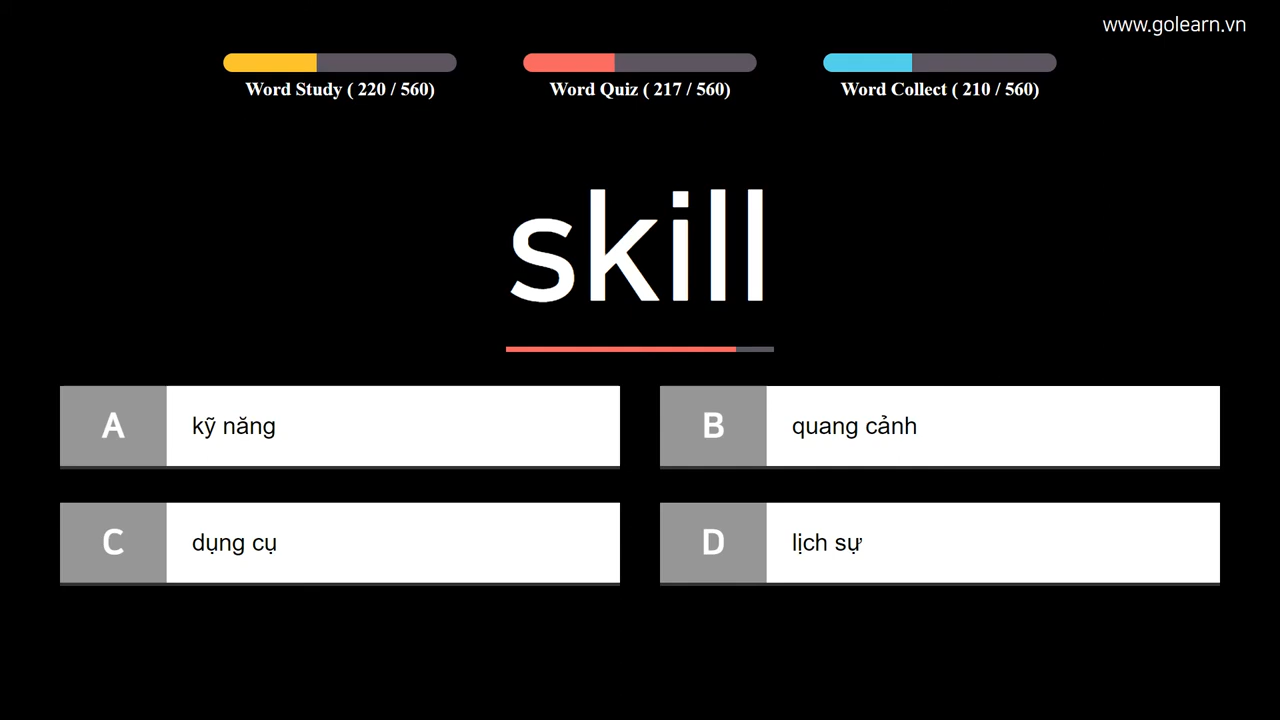 www.golearn.vn
Word Study ( 220 / 560)
Word Quiz ( 217 / 560)
Word Collect ( 210 / 560)
skill
A kỹ năng
B quang cảnh
C dụng cụ
D lịch sự